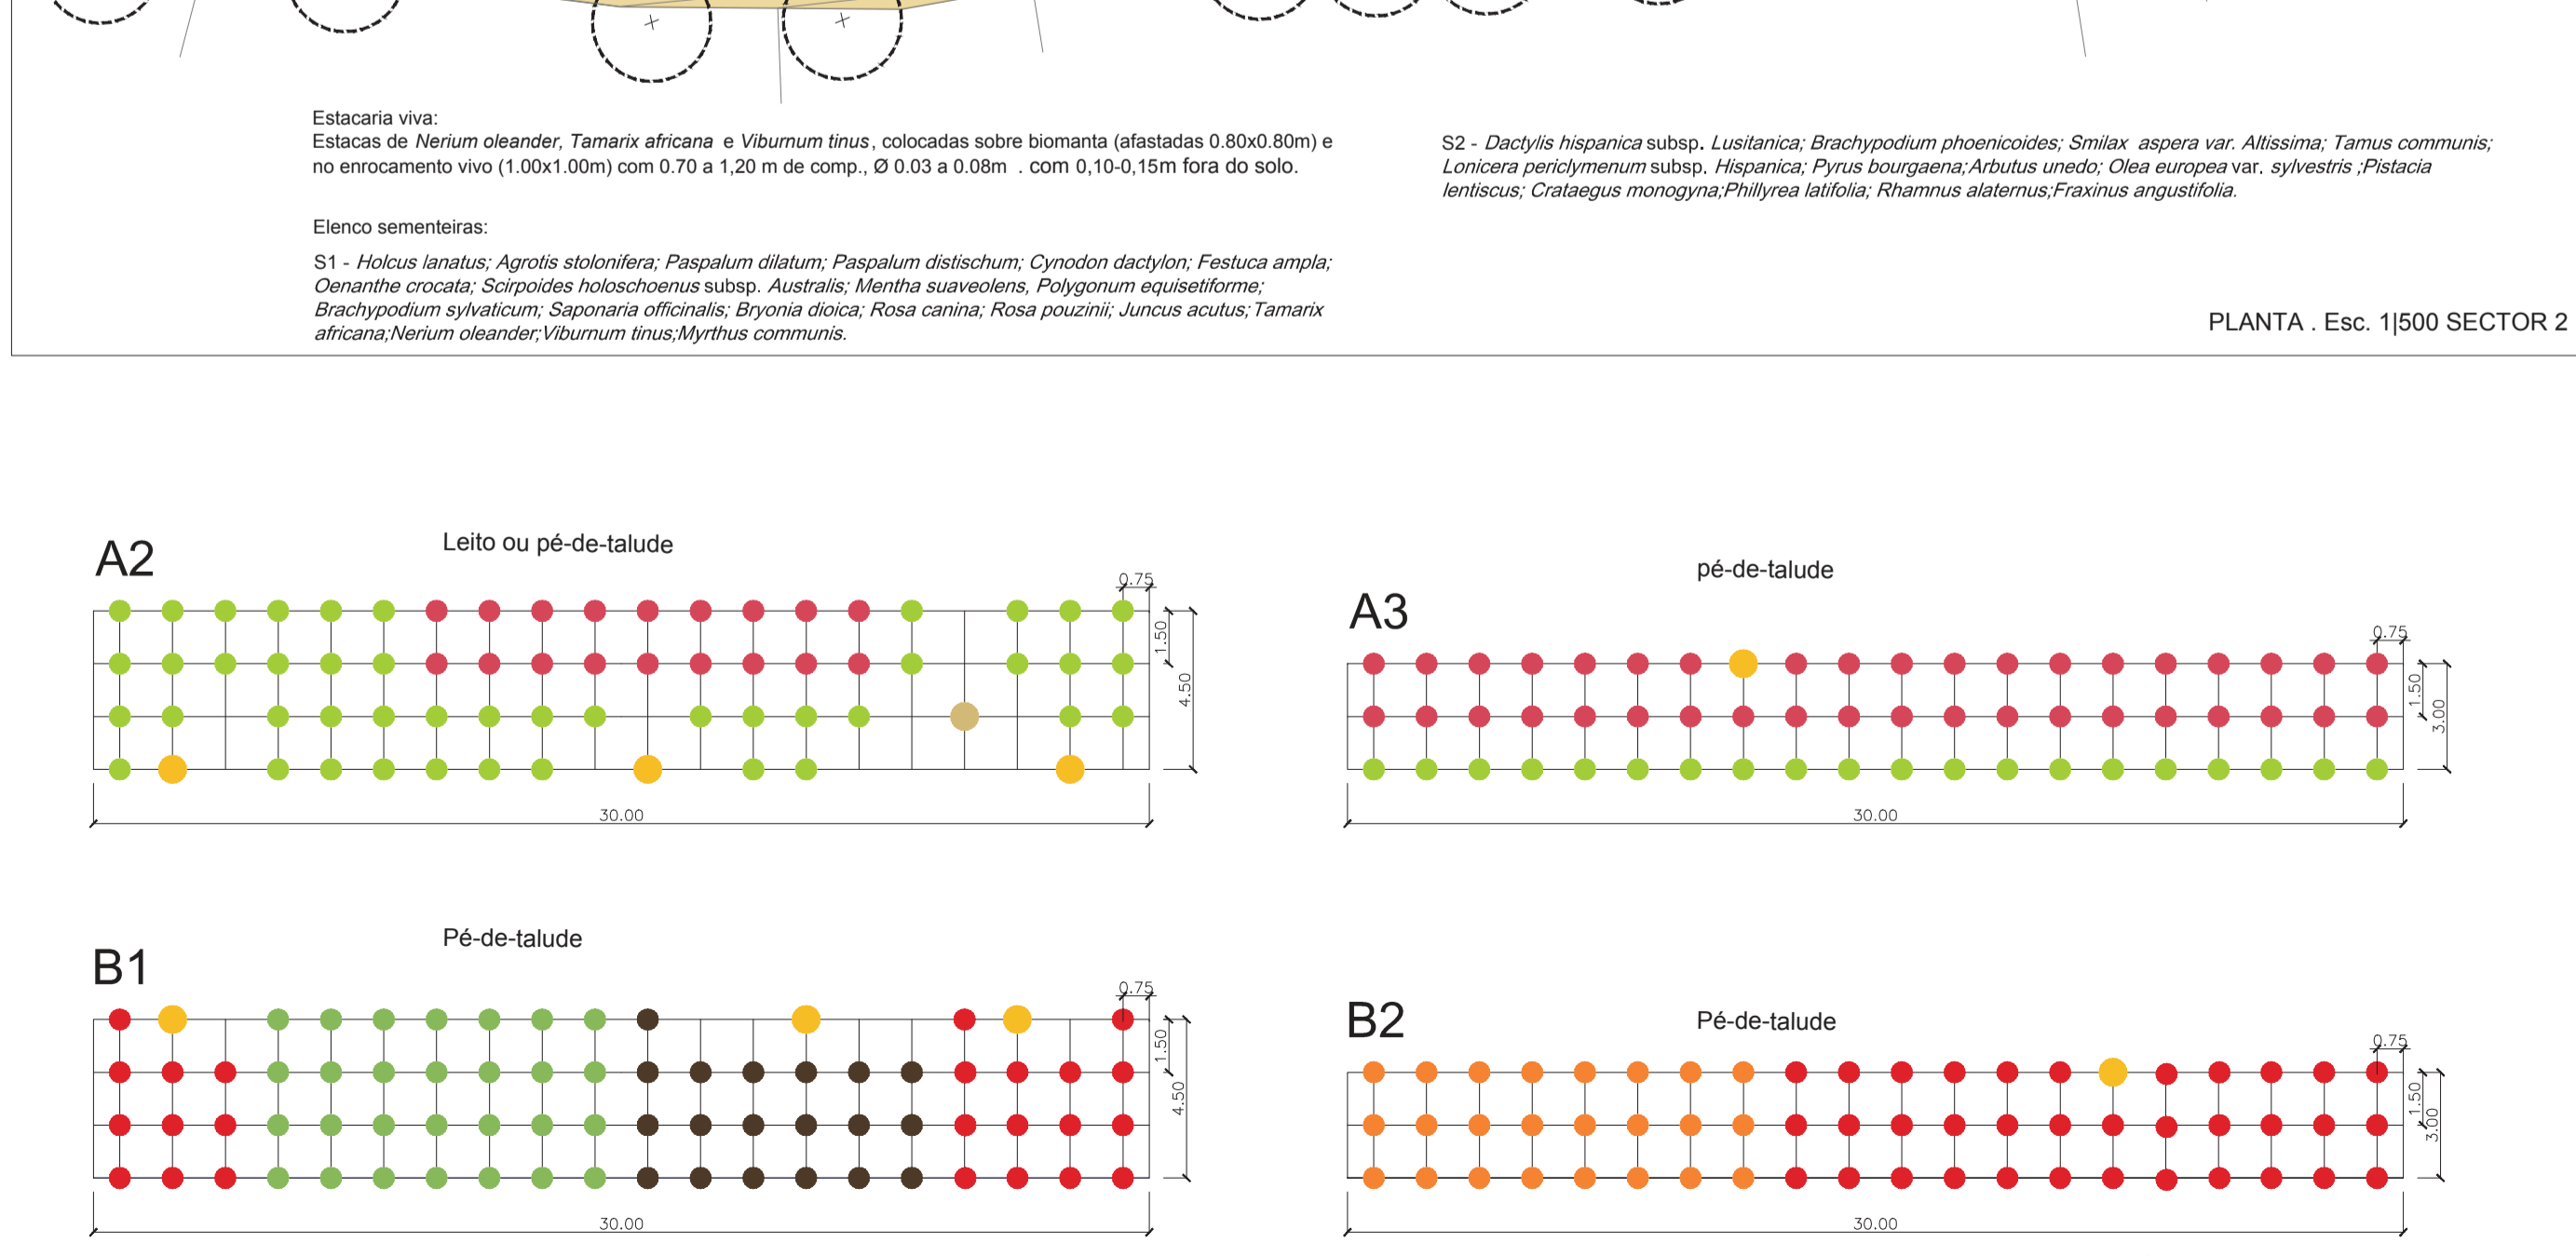 Estacaria viva:
Estacas de Nerium oleander, Tamarix africana e Viburnum tinus, colocadas sobre biomanta (afastadas 0.80x0.80m) e
no enrocamento vivo (1.00x1.00m) com 0.70 a 1,20 m de comp., Ø 0.03 a 0.08m . com 0,10-0,15m fora do solo.
Elenco sementeiras:
S1 - Holcus lanatus; Agrotis stolonifera; Paspalum dilatum; Paspalum distischum; Cynodon dactylon; Festuca ampla;
Oenanthe crocata; Scirpoides holoschoenus subsp. Australis; Mentha suaveolens, Polygonum equisetiforme;
Brachypodium sylvaticum; Saponaria officinalis; Bryonia dioica; Rosa canina; Rosa pouzinii; Juncus acutus;Tamarix
africana;Nerium oleander;Viburnum tinus;Myrthus communis.
S2 - Dactylis hispanica subsp. Lusitanica; Brachypodium phoenicoides; Smilax aspera var. Altissima; Tamus communis;
Lonicera periclymenum subsp. Hispanica; Pyrus bourgaena;Arbutus unedo; Olea europea var. sylvestris ;Pistacia
lentiscus; Crataegus monogyna;Phillyrea latifolia; Rhamnus alaternus;Fraxinus angustifolia.
PLANTA . Esc. 1|500 SECTOR 2
A2
Leito ou pé-de-talude
0.75
1.50
4.50
30.00
A3
pé-de-talude
0.75
1.50
3.00
30.00
B1
Pé-de-talude
0.75
1.50
4.50
30.00
B2
Pé-de-talude
0.75
1.50
3.00
30.00